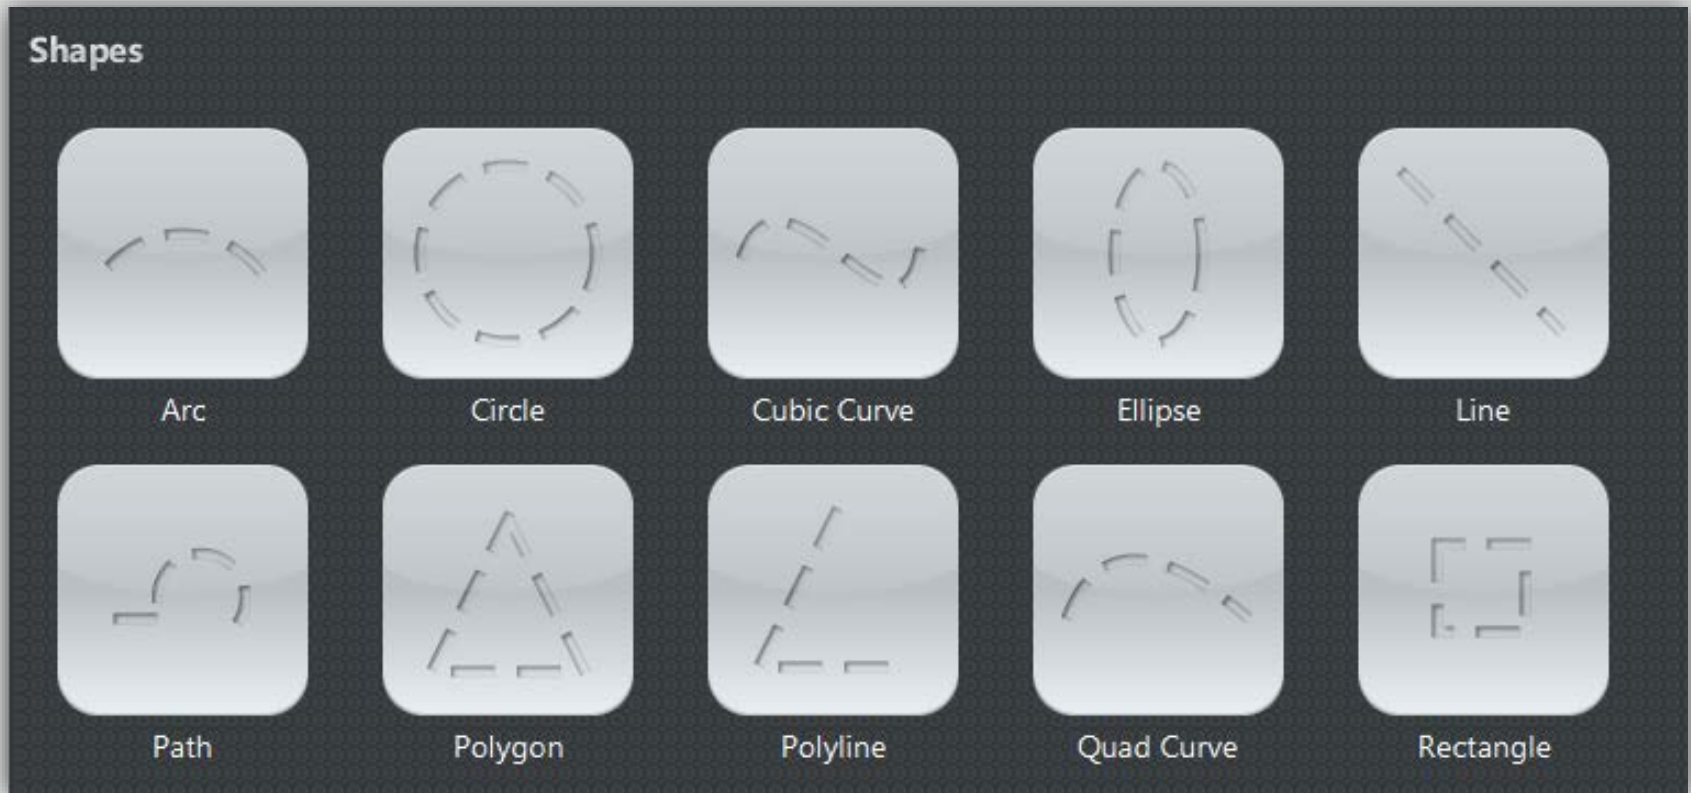 Shapes
Arc
Circle
Cubic Curve
Ellipse
Line
Path
Polygon
Polyline
Quad Curve
Rectangle